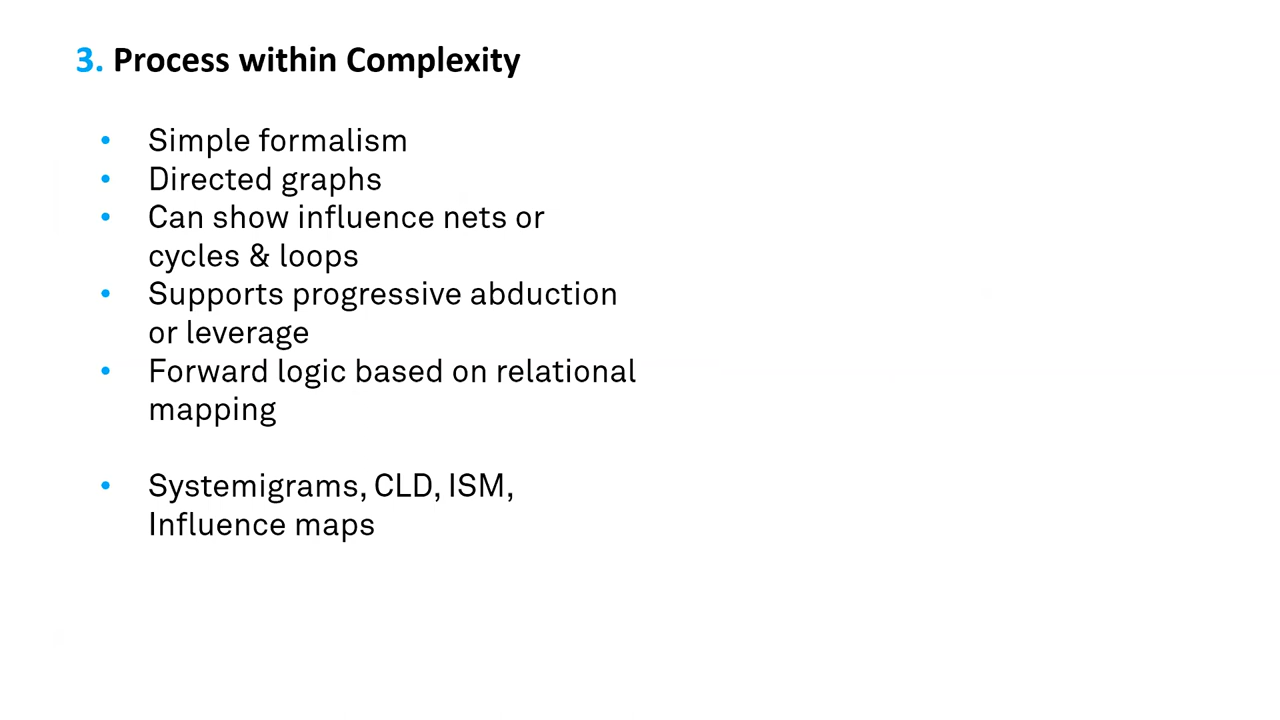 3. Process within Complexity
• Simple formalism
• Directed graphs
• Can show influence nets or
cycles & loops
• Supports progressive abduction
or leverage
• Forward logic based on relational
mapping
• Systemigrams, CLD, ISM,
Influence maps